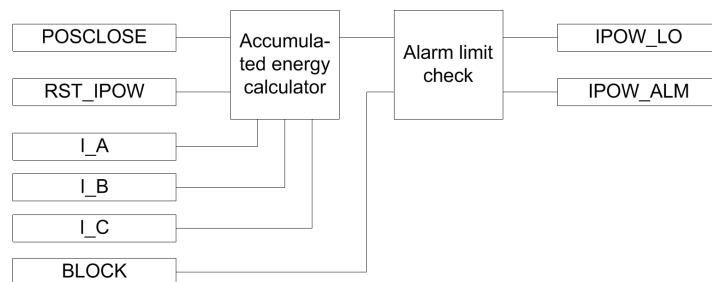 POSCLOSE
RST_IPOW
I_A
I_B
I_C
BLOCK
Accumula-
ted energy
calculator
Alarm limit
check
IPOW_LO
IPOW_ALM